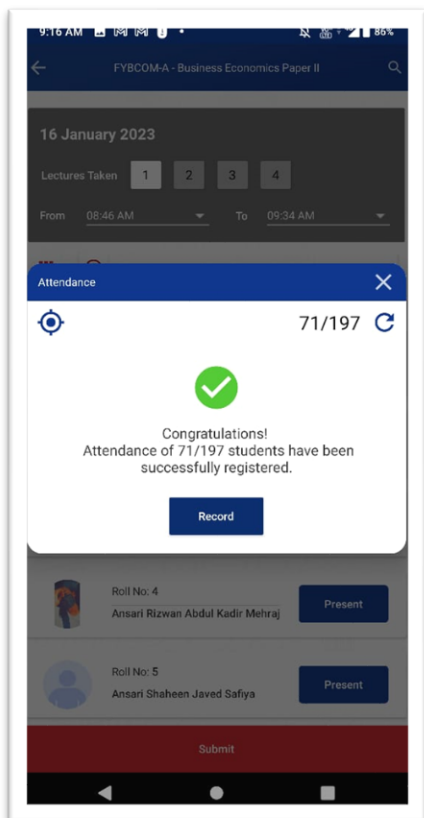 9:16 AM
86%
FYBCOM-A - Business Economics Paper II
16 January 2023
Lectures Taken 1 2 3 4
From 08:46 AM To 09:34 AM
Attendance
71/197
Congratulations!
Attendance of 71/197 students have been
successfully registered.
Record
Roll No: 4
Ansari Rizwan Abdul Kadir Mehraj
Present
Roll No: 5
Ansari Shaheen Javed Safiya
Present
Submit